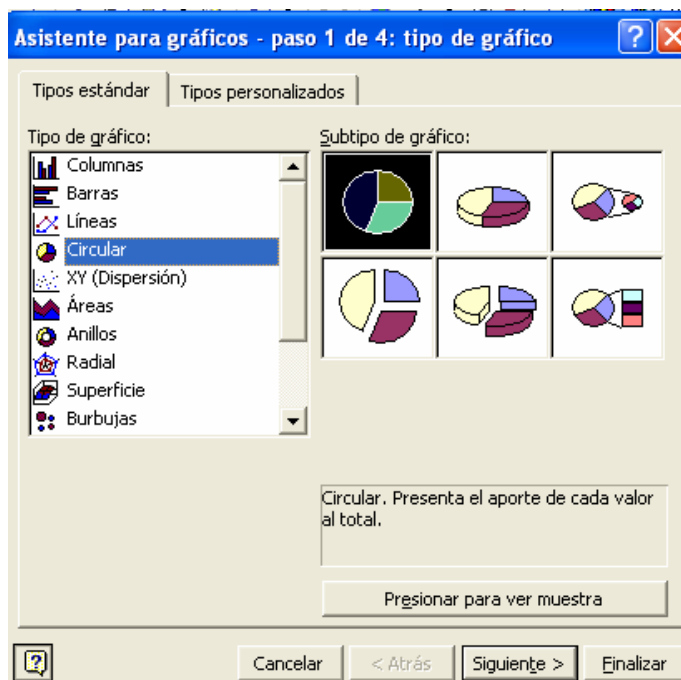 Asistente para gráficos - paso 1 de 4: tipo de gráfico
Tipos estándar
Tipos personalizados
Tipo de gráfico:
Columnas
Barras
Líneas
Circular
XY (Dispersión)
Áreas
Anillos
Radial
Superficie
Burbujas
Subtipo de gráfico:
Circular. Presenta el aporte de cada valor
al total.
Presionar para ver muestra
Cancelar
< Atrás
Siguiente >
Finalizar